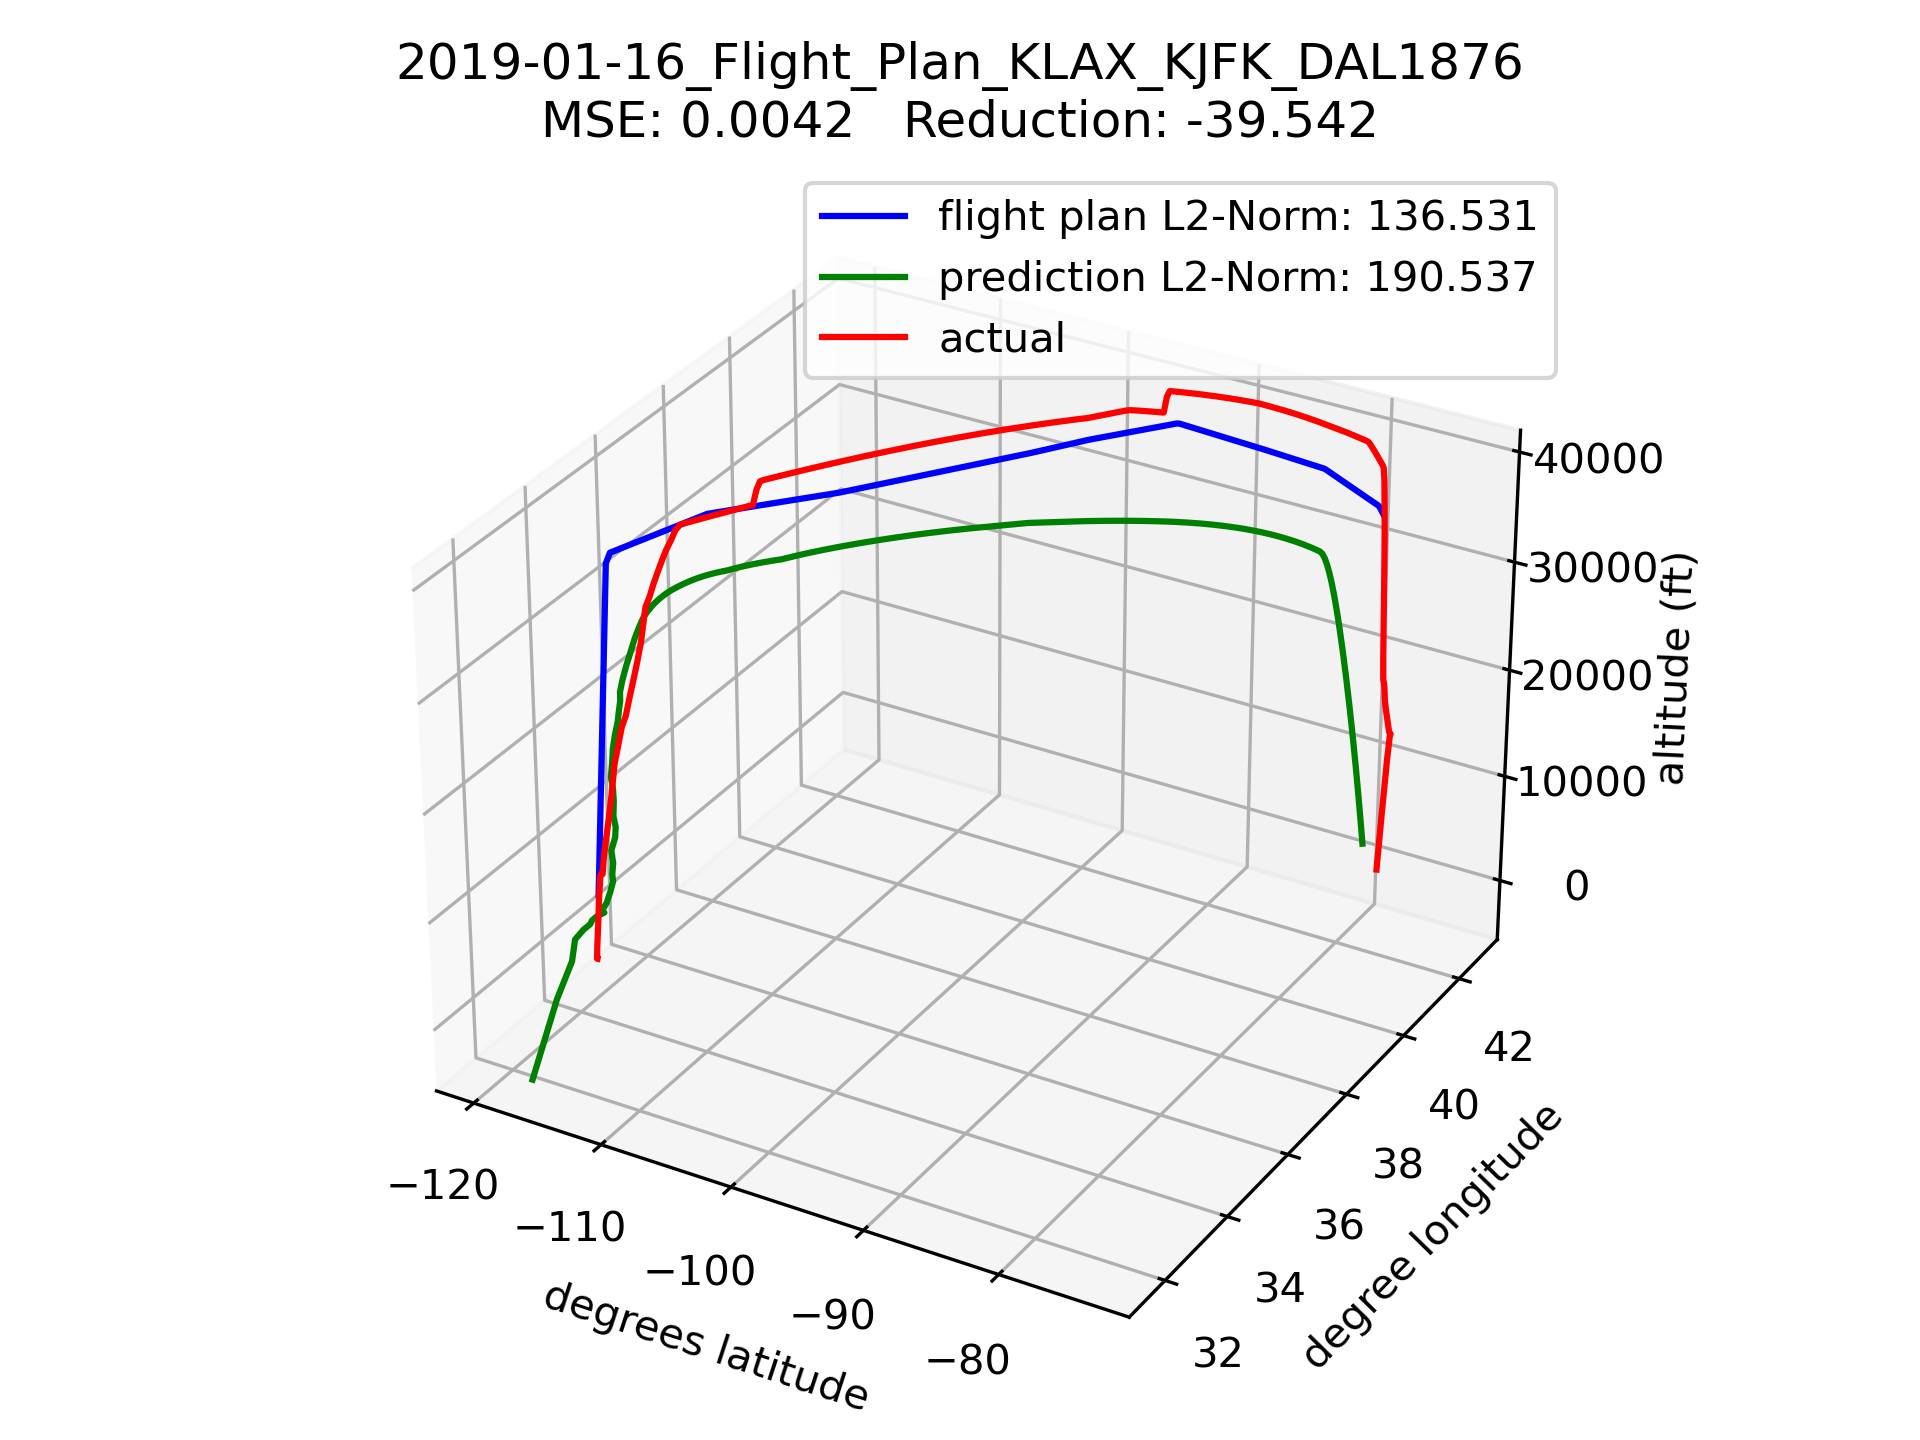 2019-01-16_Flight_Plan_KLAX_KJFK_DAL1876
MSE: 0.0042   Reduction: -39.542
flight plan L2-Norm: 136.531
prediction L2-Norm: 190.537
actual
40000
30000
20000
10000
0
altitude (ft)
42
40
38
36
34
32
degree longitude
−120
−110
−100
−90
−80
degrees latitude